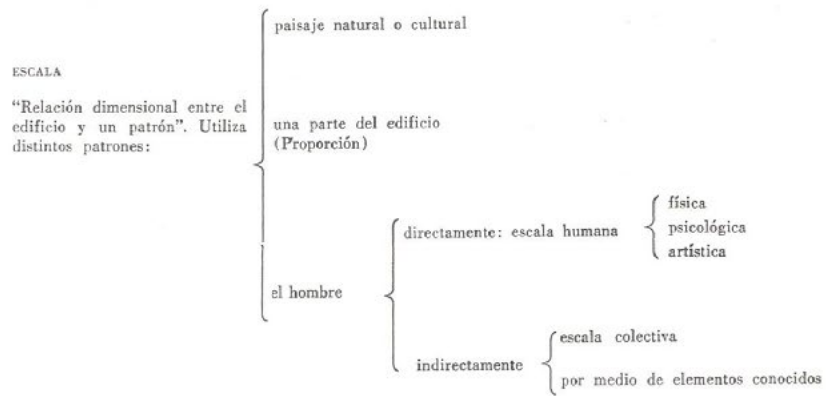 paisaje natural o cultural
ESCALA
“Relación dimensional entre el
edificio y un patrón”. Utiliza
distintos patrones:
una parte del edificio
(Proporción)
el hombre
directamente: escala humana
física
psicológica
artística
indirectamente
escala colectiva
por medio de elementos conocidos